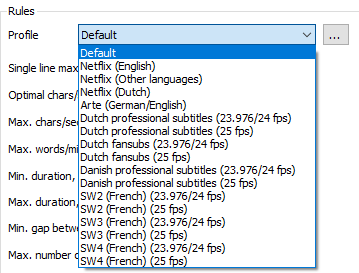 Rules
Profile
Default
...
Default
Single line max
Netflix (English)
Netflix (Other languages)
Optimal chars/
Netflix (Dutch)
Arte (German/English)
Max. chars/sec
Dutch professional subtitles (23.976/24 fps)
Dutch professional subtitles (25 fps)
Max. words/mi
Dutch fansubs (23.976/24 fps)
Dutch fansubs (25 fps)
Min. duration,
Danish professional subtitles (23.976/24 fps)
Danish professional subtitles (25 fps)
Max. duration,
SW2 (French) (23.976/24 fps)
SW2 (French) (25 fps)
Min. gap betwe
SW3 (French) (23.976/24 fps)
SW3 (French) (25 fps)
Max. number o
SW4 (French) (23.976/24 fps)
SW4 (French) (25 fps)